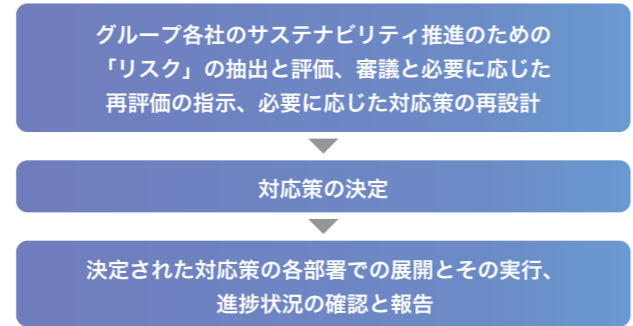 グループ各社のサステナビリティ推進のための
「リスク」の抽出と評価、審議と必要に応じた
再評価の指示、必要に応じた対応策の再設計
対応策の決定
決定された対応策の各部署での展開とその実行、
進捗状況の確認と報告